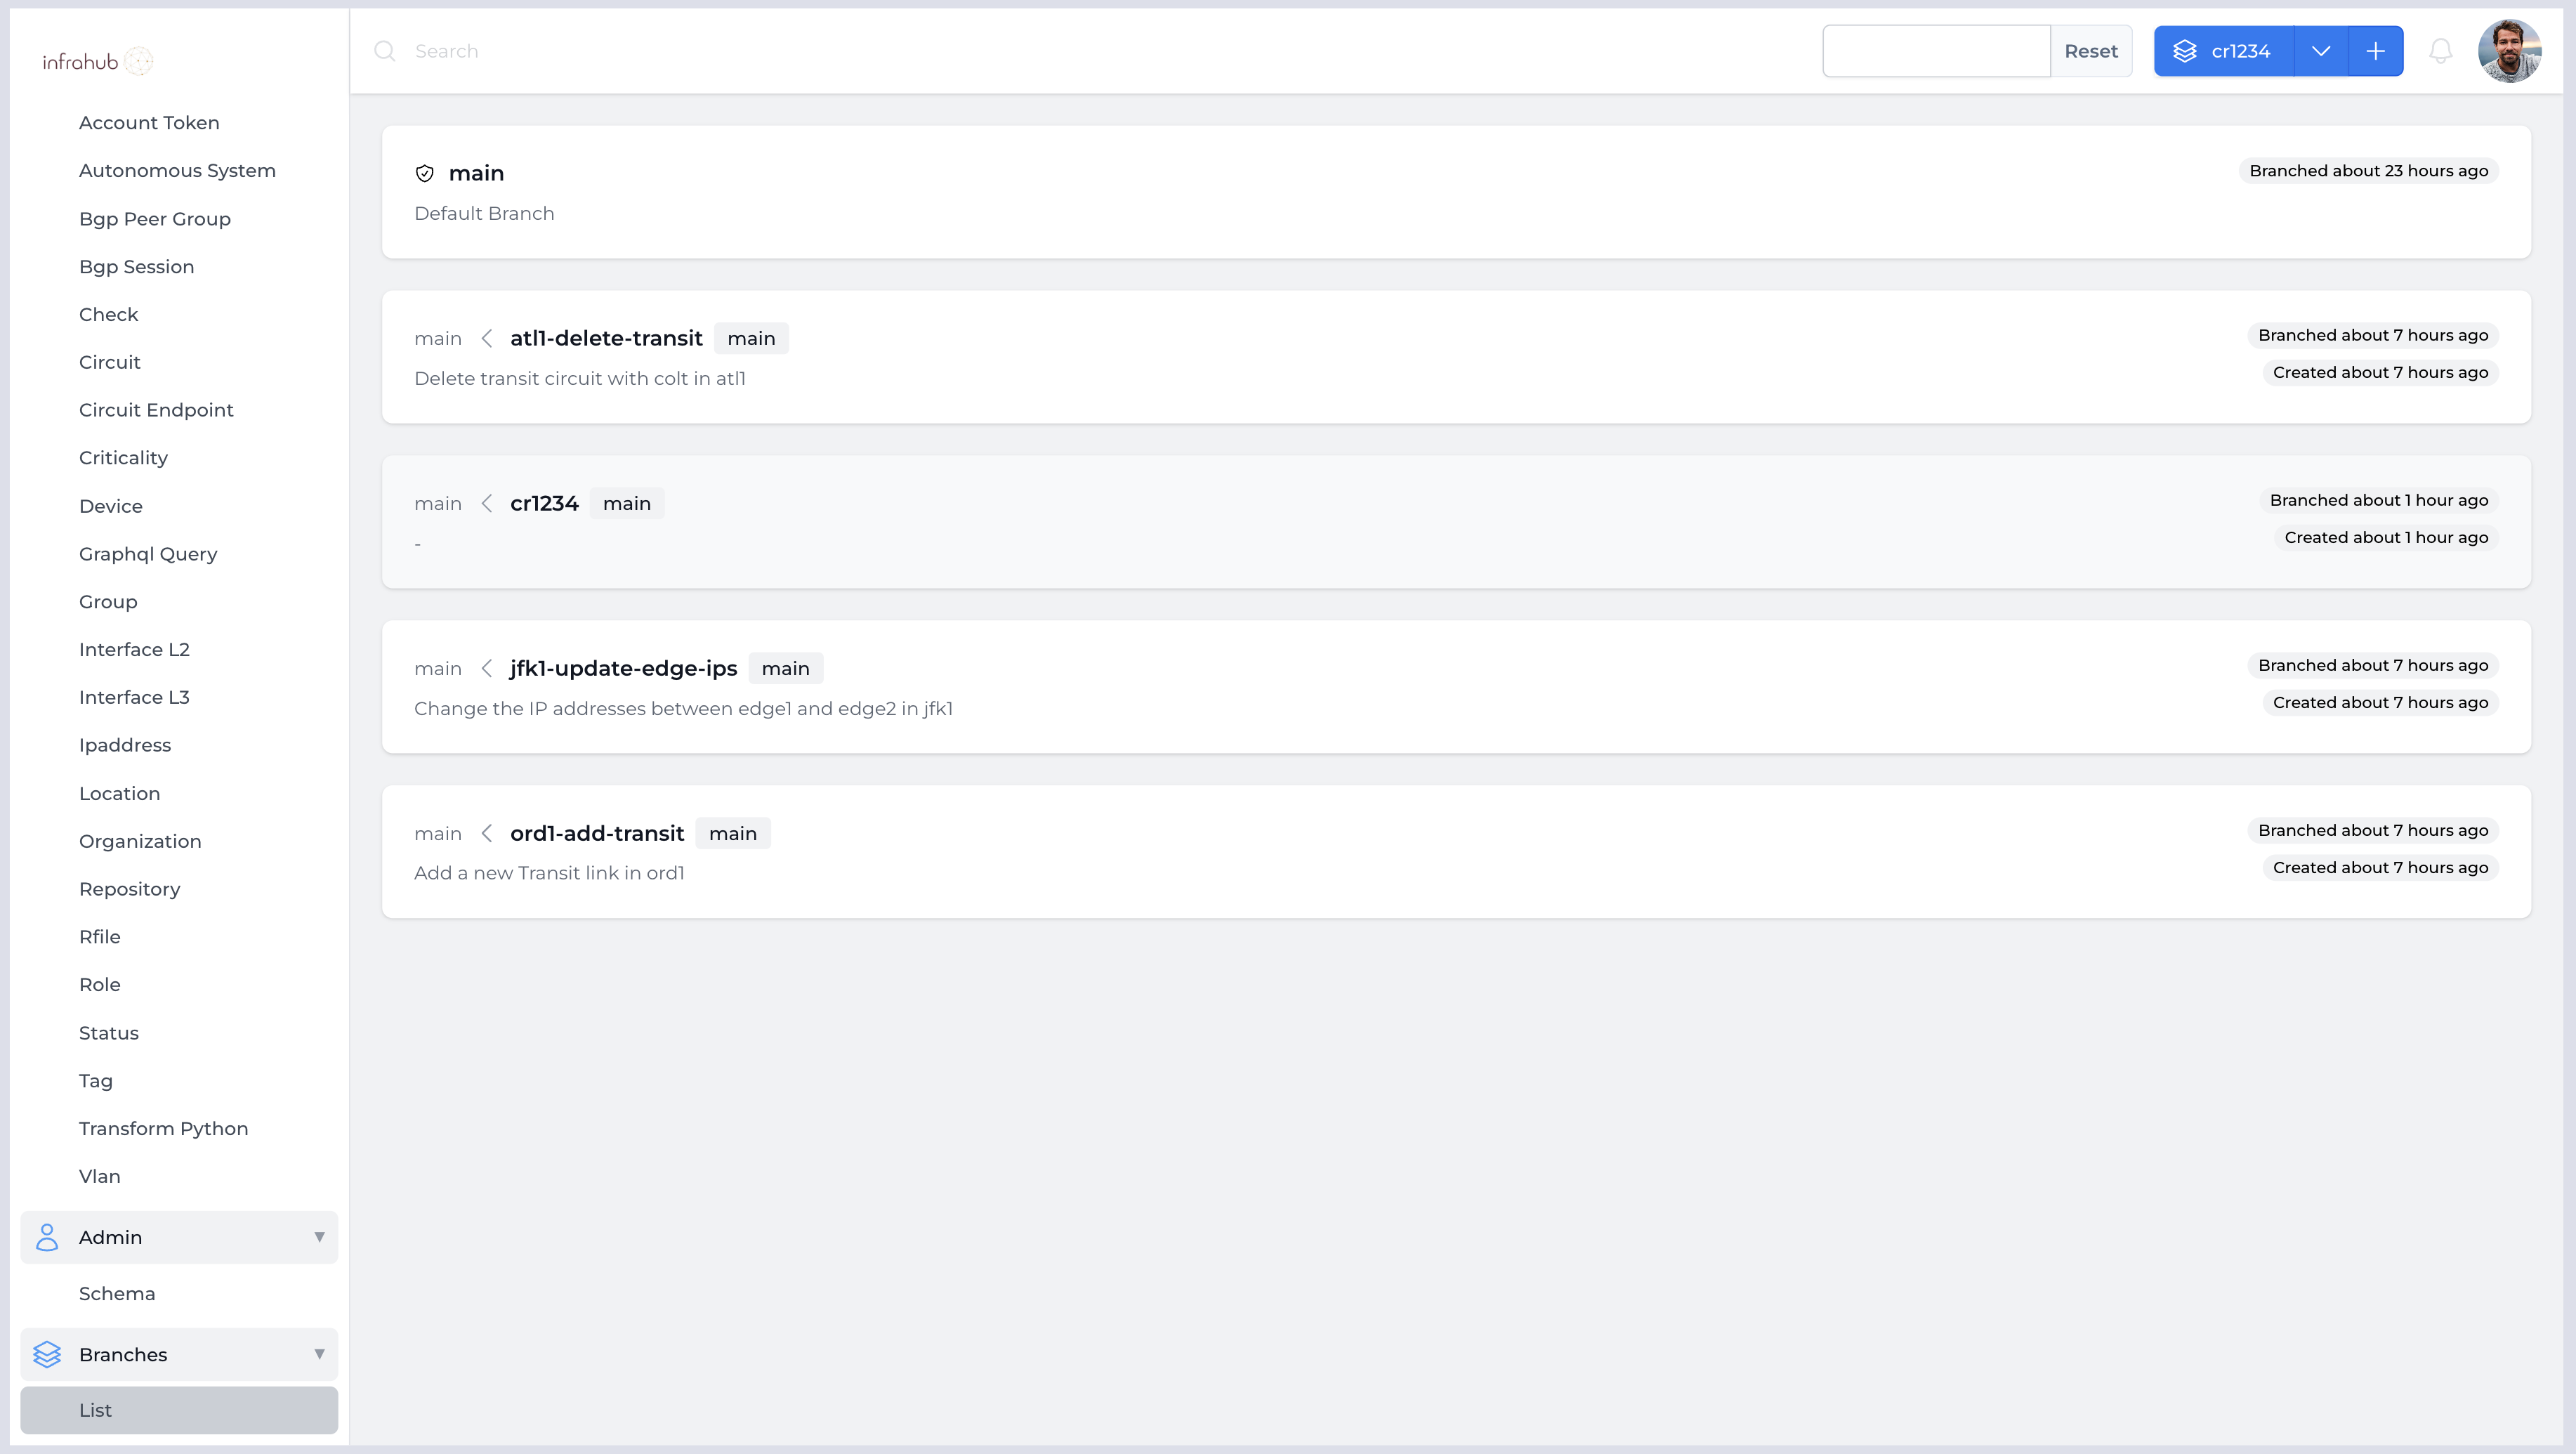 infrahub
Account Token
Autonomous System
Bgp Peer Group
Bgp Session
Check
Circuit
Circuit Endpoint
Criticality
Device
Graphql Query
Group
Interface L2
Interface L3
Ipaddress
Location
Organization
Repository
Rfile
Role
Status
Tag
Transform Python
Vlan
Admin
Schema
Branches
List
Search
Reset
cr1234
main
Branched about 23 hours ago
Default Branch
main atl1-delete-transit main
Branched about 7 hours ago
Delete transit circuit with colt in atl1
Created about 7 hours ago
main cr1234 main
Branched about 1 hour ago
-
Created about 1 hour ago
main jfk1-update-edge-ips main
Branched about 7 hours ago
Change the IP addresses between edge1 and edge2 in jfk1
Created about 7 hours ago
main ord1-add-transit main
Branched about 7 hours ago
Add a new Transit link in ord1
Created about 7 hours ago